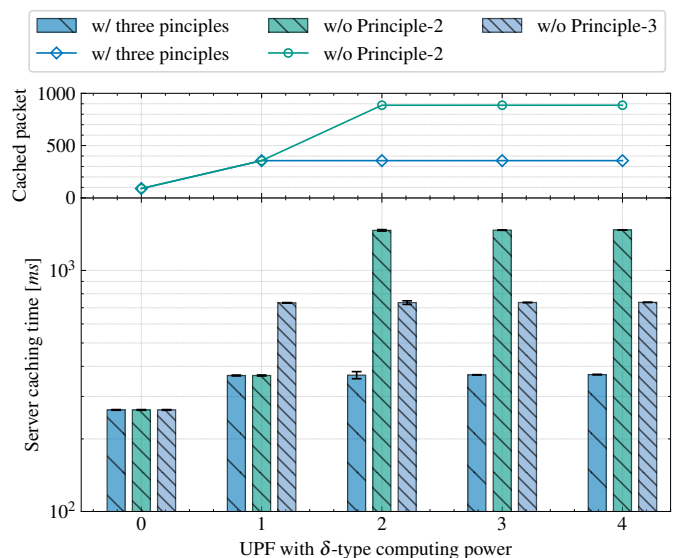 w/ three pinciples w/o Principle-2 w/o Principle-3
w/ three pinciples w/o Principle-2
1000
500
0
Cached packet
10³
10²
Server caching time [ms]
0 1 2 3 4
UPF with δ-type computing power